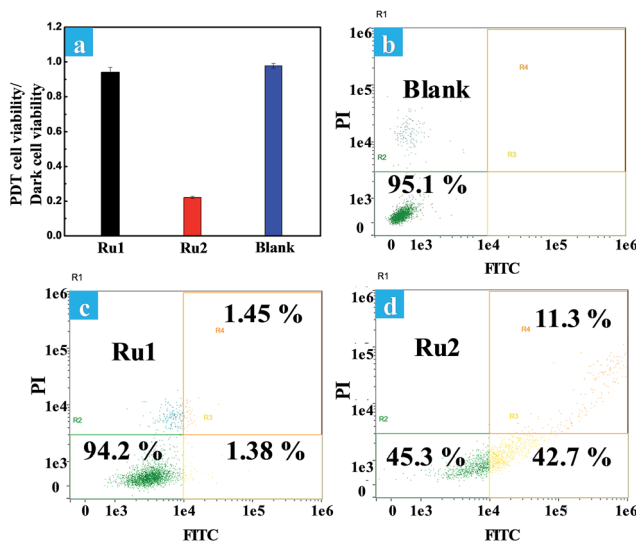 a
PDT cell viability/
Dark cell viability
1.2
1.0
0.8
0.6
0.4
0.2
0.0
Ru1 Ru2 Blank
R1
b
1e6
1e5
1e4
1e3
0
PI
Blank
R4
R2
R3
95.1 %
0 1e3 1e4 1e5 1e6
FITC
R1
c
1e6
1e5
1e4
1e3
0
PI
1.45 %
Ru1
R4
R2
R3
94.2 %
1.38 %
0 1e3 1e4 1e5 1e6
FITC
R1
d
1e6
1e5
1e4
1e3
0
PI
11.3 %
Ru2
R4
R2
R3
45.3 %
42.7 %
0 1e3 1e4 1e5 1e6
FITC